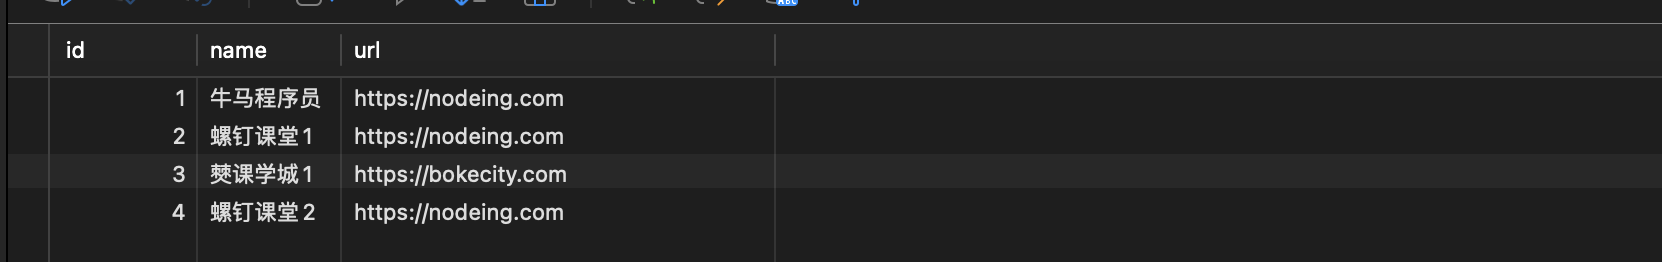 id name url
1 牛马程序员 https://nodeing.com
2 螺钉课堂1 https://nodeing.com
3 僰课学城1 https://bokecity.com
4 螺钉课堂2 https://nodeing.com